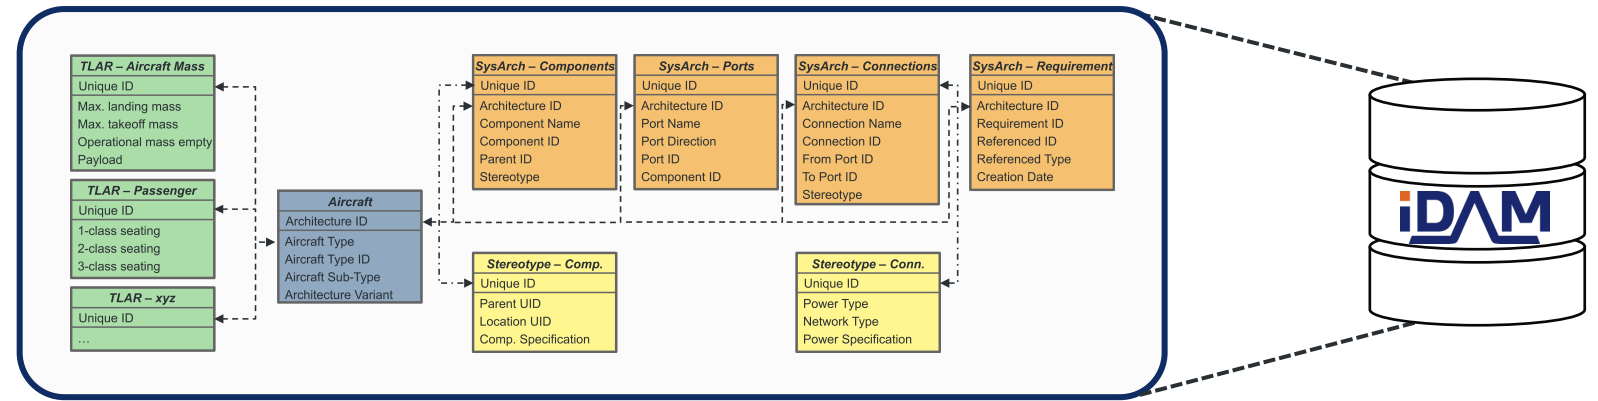 TLAR – Aircraft Mass
Unique ID
Max. landing mass
Max. takeoff mass
Operational mass empty
Payload
TLAR – Passenger
Unique ID
1-class seating
2-class seating
3-class seating
TLAR – xyz
Unique ID
...
Aircraft
Architecture ID
Aircraft Type
Aircraft Type ID
Aircraft Sub-Type
Architecture Variant
SysArch – Components
Unique ID
Architecture ID
Component Name
Component ID
Parent ID
Stereotype
SysArch – Ports
Unique ID
Architecture ID
Port Name
Port Direction
Port ID
Component ID
SysArch – Connections
Unique ID
Architecture ID
Connection Name
Connection ID
From Port ID
To Port ID
Stereotype
SysArch – Requirement
Unique ID
Architecture ID
Requirement ID
Referenced ID
Referenced Type
Creation Date
Stereotype – Comp.
Unique ID
Parent UID
Location UID
Comp. Specification
Stereotype – Conn.
Unique ID
Power Type
Network Type
Power Specification
iDAM